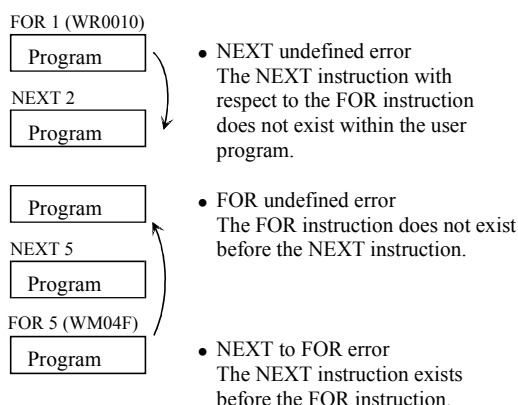 FOR 1 (WR0010)
Program
NEXT 2
Program
● NEXT undefined error
The NEXT instruction with
respect to the FOR instruction
does not exist within the user
program.
Program
NEXT 5
Program
FOR 5 (WM04F)
Program
● FOR undefined error
The FOR instruction does not exist
before the NEXT instruction.
● NEXT to FOR error
The NEXT instruction exists
before the FOR instruction.